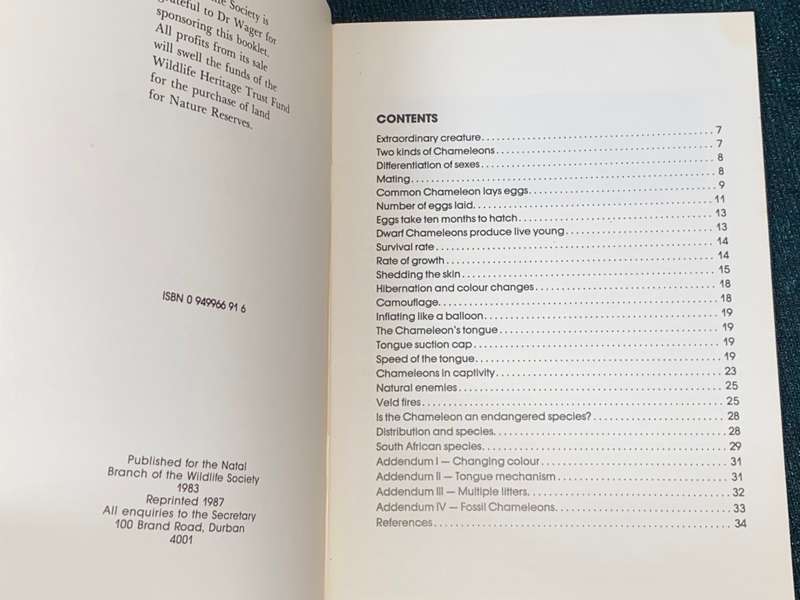 the Society is
grateful to Dr Wager for
sponsoring this booklet.
All profits from its sale
will swell the funds of the
Wildlife Heritage Trust Fund
for the purchase of land
for Nature Reserves.
ISBN 0 949966 91 6
Published for the Natal
Branch of the Wildlife Society
1983
Reprinted 1987
All enquiries to the Secretary
100 Brand Road, Durban
4001
CONTENTS
Extraordinary creature 7
Two kinds of Chameleons 7
Differentiation of sexes 8
Mating 8
Common Chameleon lays eggs 9
Number of eggs laid 11
Eggs take ten months to hatch 13
Dwarf Chameleons produce live young 13
Survival rate 14
Rate of growth 14
Shedding the skin 15
Hibernation and colour changes 18
Camouflage 18
Inflating like a balloon 19
The Chameleon's tongue 19
Tongue suction cap 19
Speed of the tongue 19
Chameleons in captivity 23
Natural enemies 25
Veld fires 25
Is the Chameleon an endangered species? 28
Distribution and species 28
South African species 29
Addendum I — Changing colour 31
Addendum II — Tongue mechanism 31
Addendum III — Multiple litters 32
Addendum IV — Fossil Chameleons 33
References 34